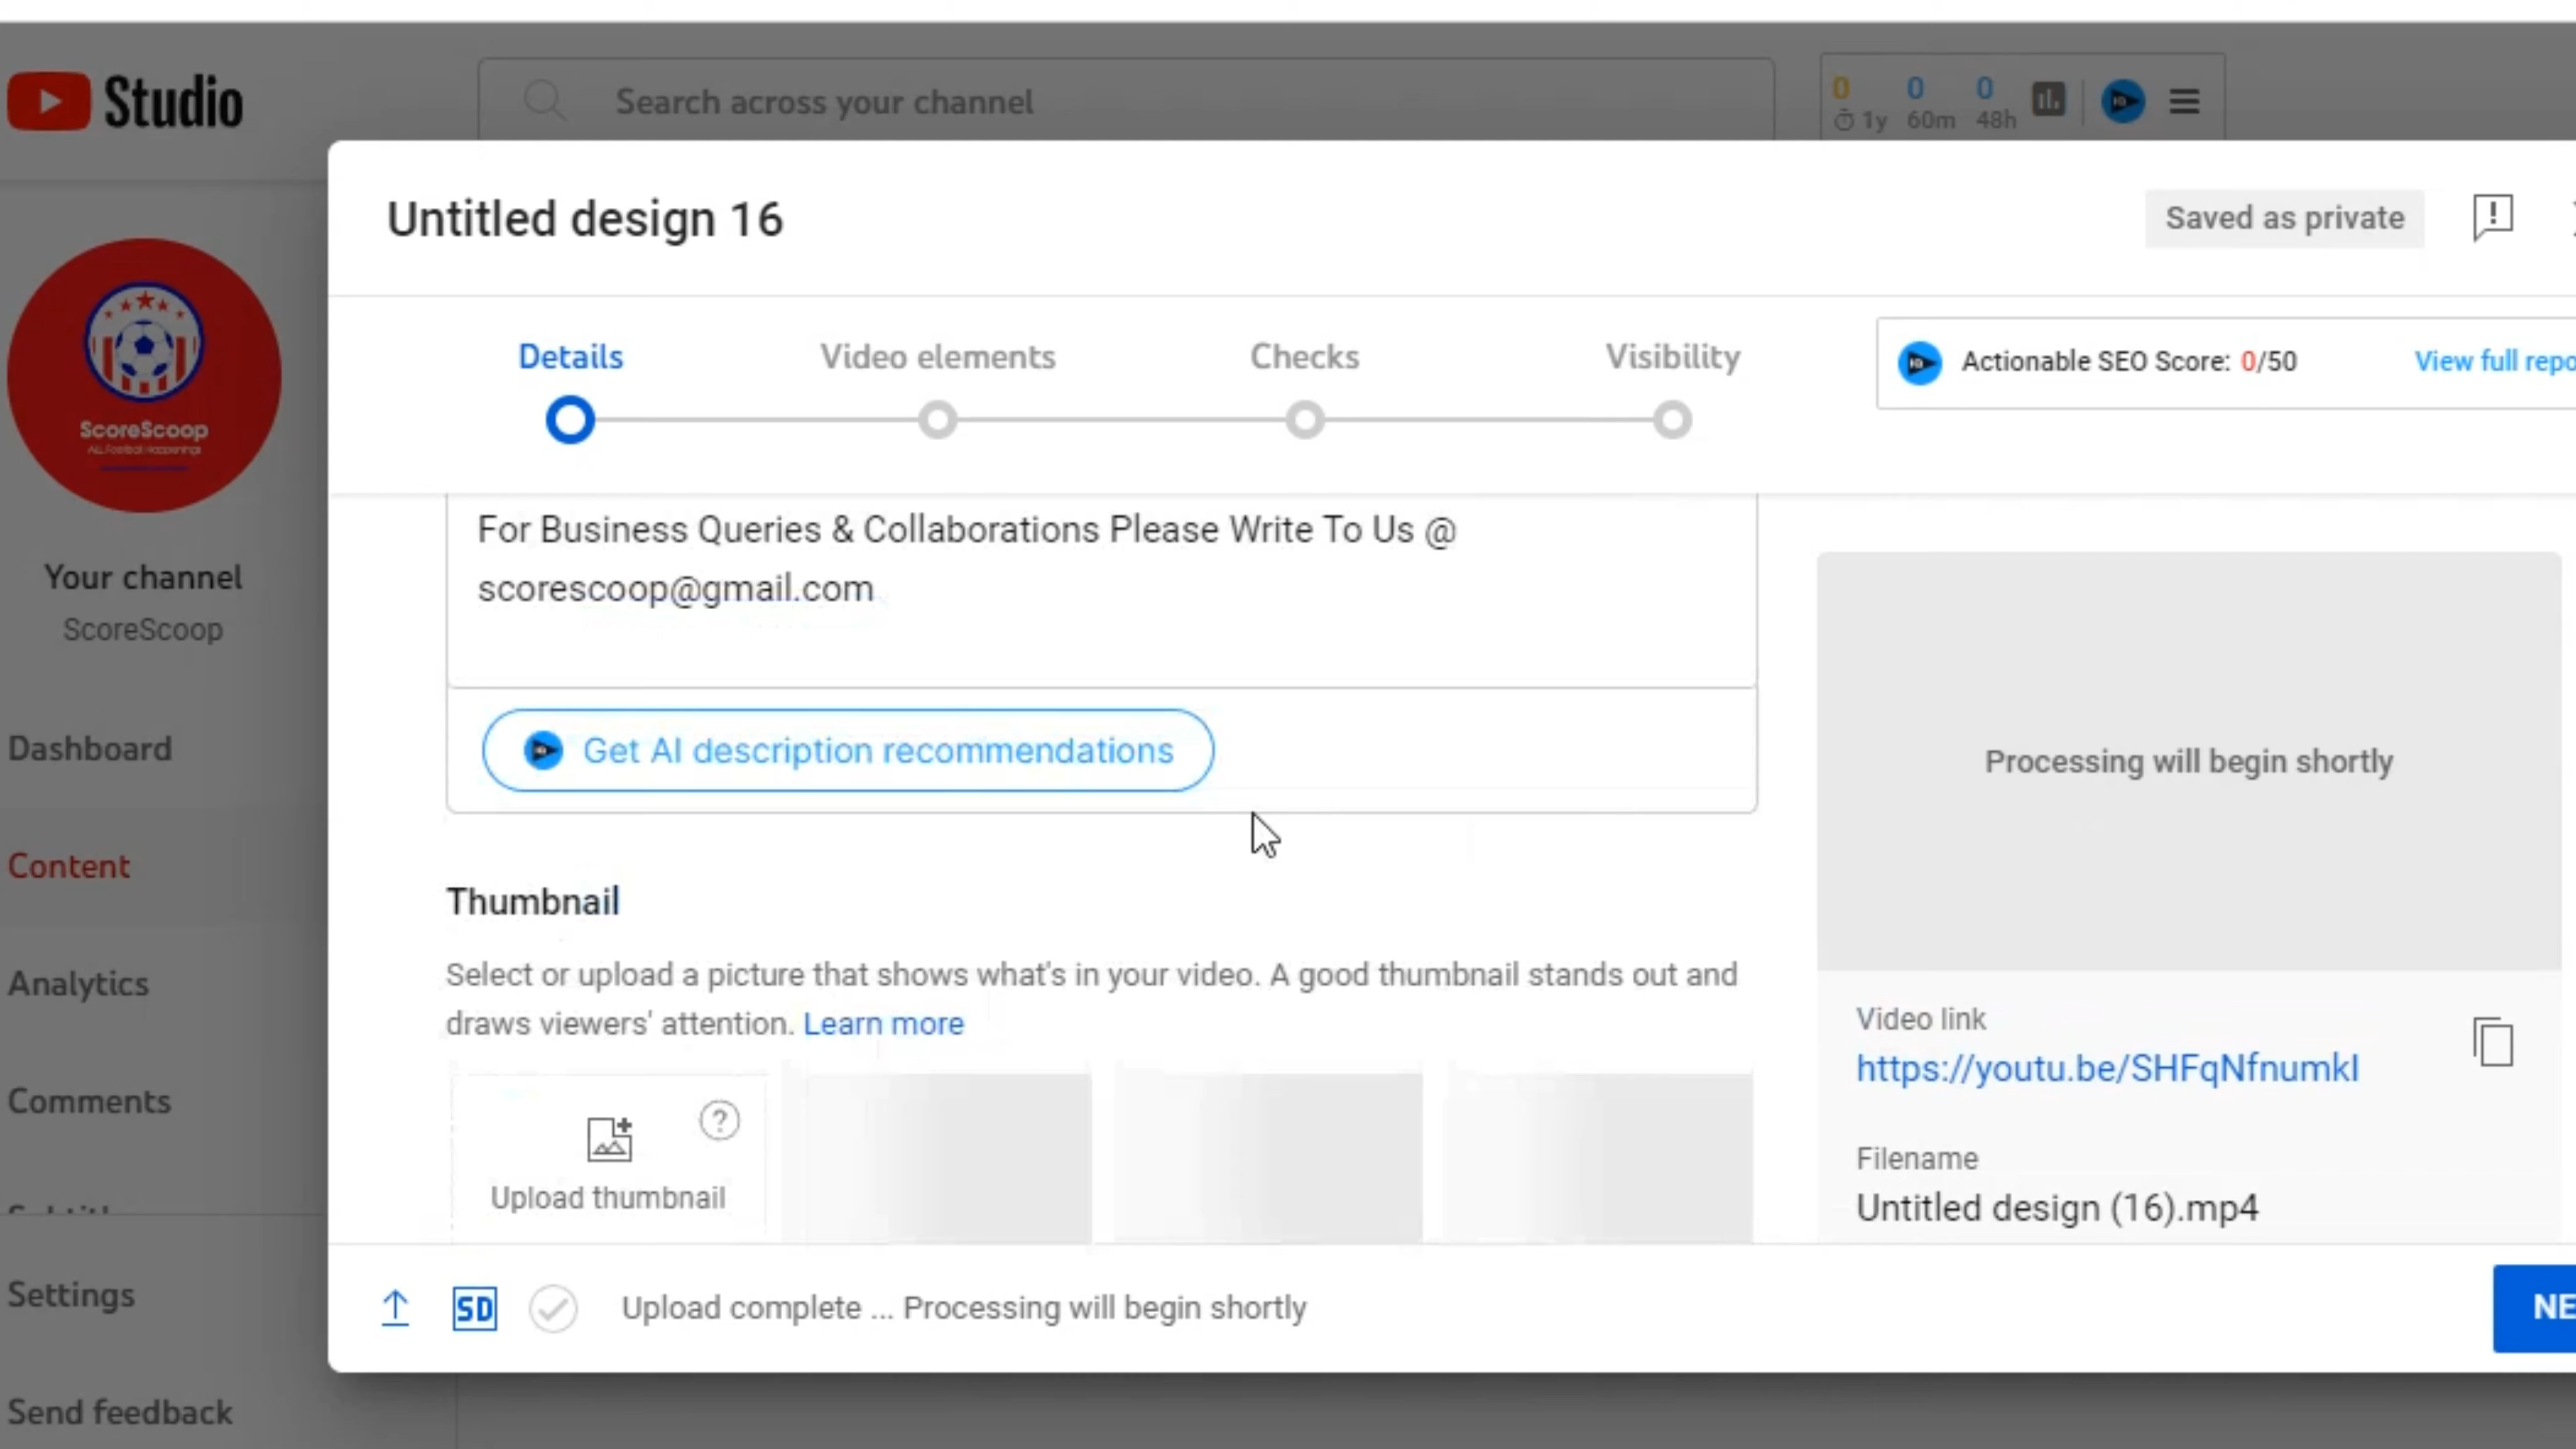 Studio
Search across your channel
0 0 0
1y 60m 48h
Untitled design 16
Saved as private
Details
Video elements
Checks
Visibility
Actionable SEO Score: 0/50
View full repo
ScoreScoop
ALL Football Happenings
Your channel
ScoreScoop
Dashboard
Content
Analytics
Comments
Settings
Send feedback
For Business Queries & Collaborations Please Write To Us @
scorescoop@gmail.com
Get AI description recommendations
Thumbnail
Select or upload a picture that shows what's in your video. A good thumbnail stands out and
draws viewers' attention. Learn more
Upload thumbnail
Processing will begin shortly
Video link
https://youtu.be/SHFqNfnumkI
Filename
Untitled design (16).mp4
SD
Upload complete ... Processing will begin shortly
NE